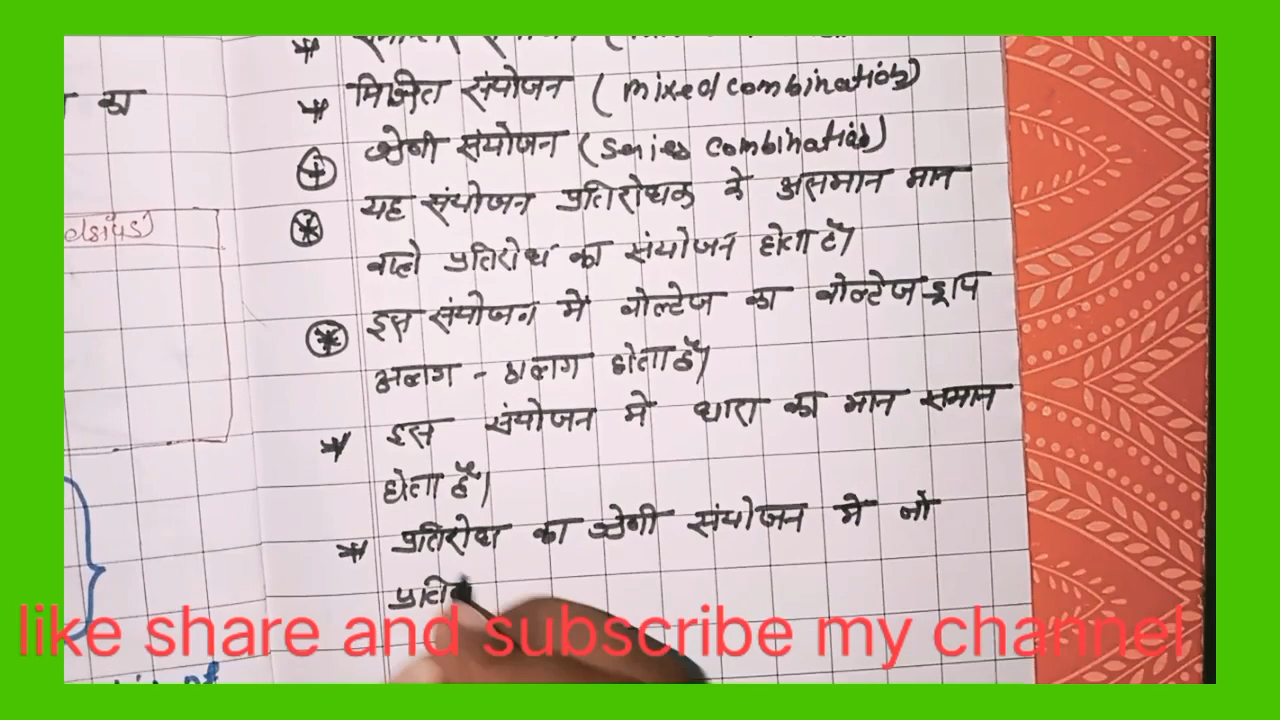 का
* मिश्रित संयोजन ( mixed combination)
श्रेणी संयोजन ( series combination)
यह संयोजन प्रतिरोधक के असमान मान
वाले प्रतिरोध का संयोजन होता है।
इस संयोजन में वोल्टेज का वोल्टेज ड्राप
अलग - अलग होता है।
* इस संयोजन में धारा का मान समान
होता है।
* प्रतिरोध का श्रेणी संयोजन में जो
प्रति
like share and subscribe my channel